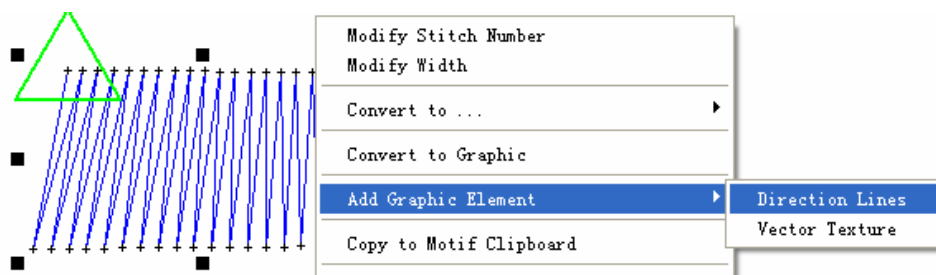 Modify Stitch Number
Modify Width
Convert to ...
Convert to Graphic
Add Graphic Element
Direction Lines
Vector Texture
Copy to Motif Clipboard